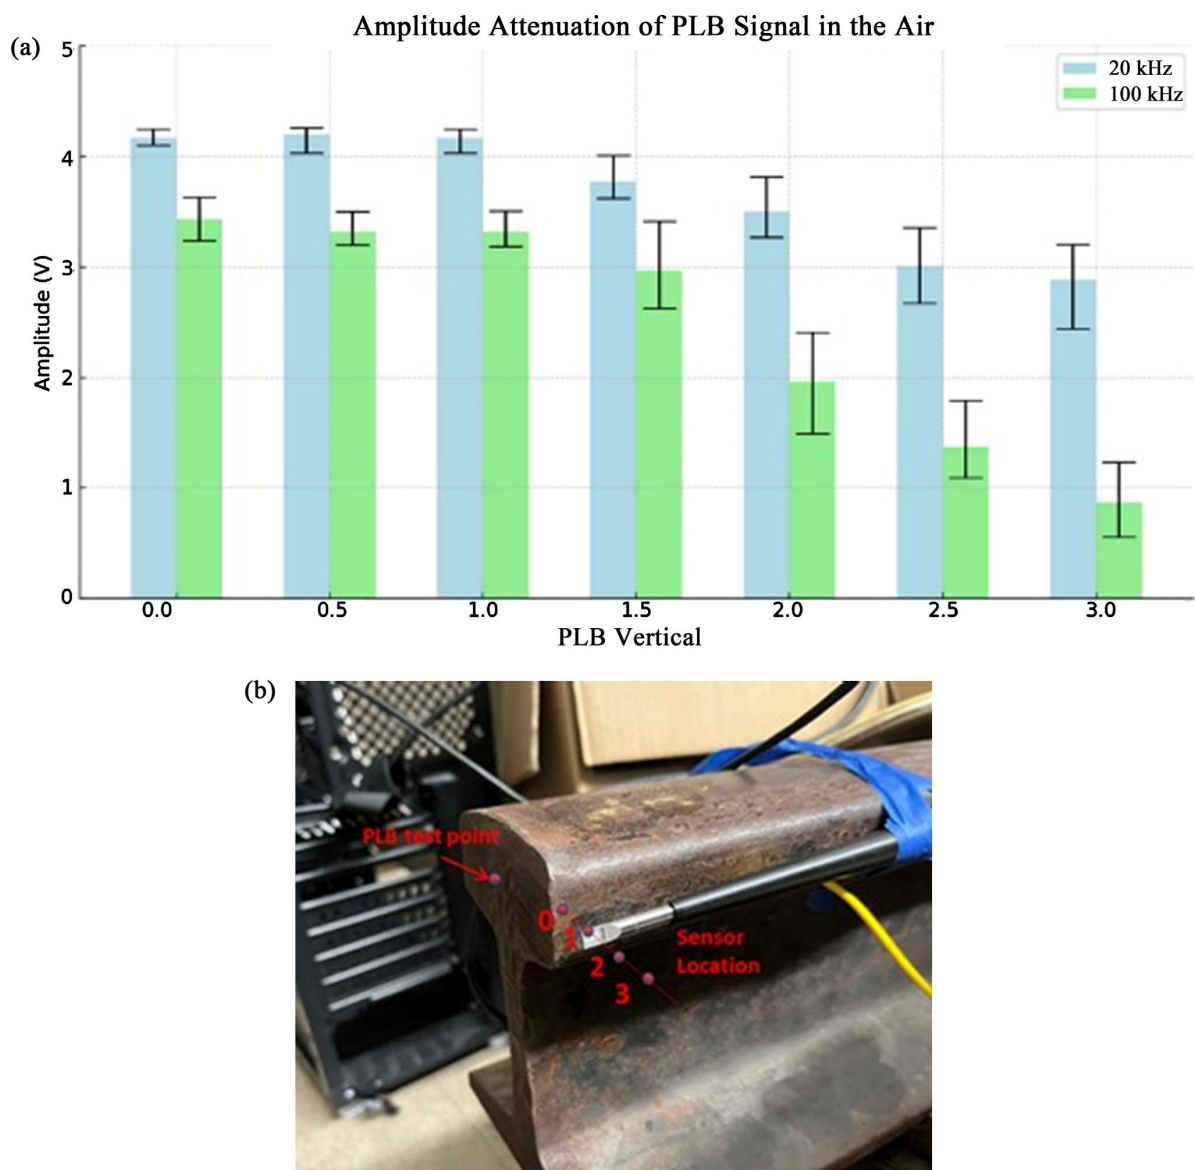 Amplitude Attenuation of PLB Signal in the Air
(a)
5
4
3
2
1
0
Amplitude (V)
20 kHz
100 kHz
0.0 0.5 1.0 1.5 2.0 2.5 3.0
PLB Vertical
(b)
PLB test point
0
1
2
3
Sensor
Location